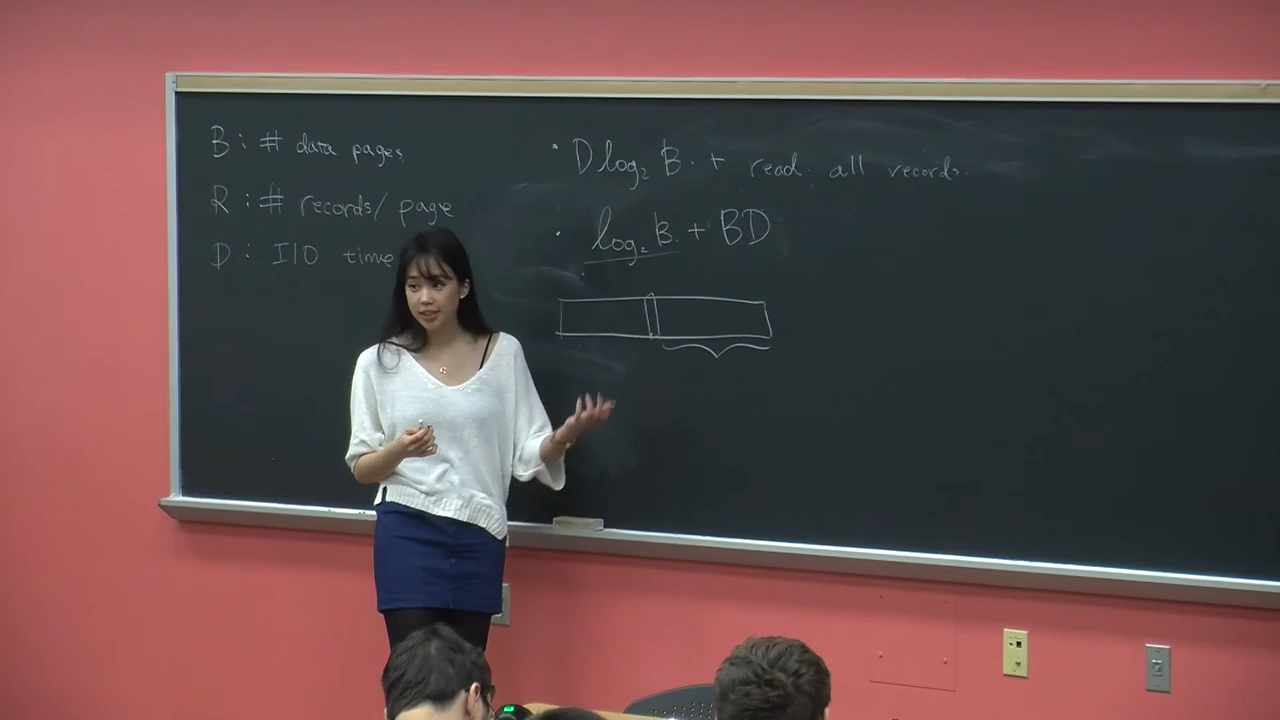 B : # data pages
R : # records/page
D : I/O time
• D log₂ B + read all records.
• log₂ B + BD